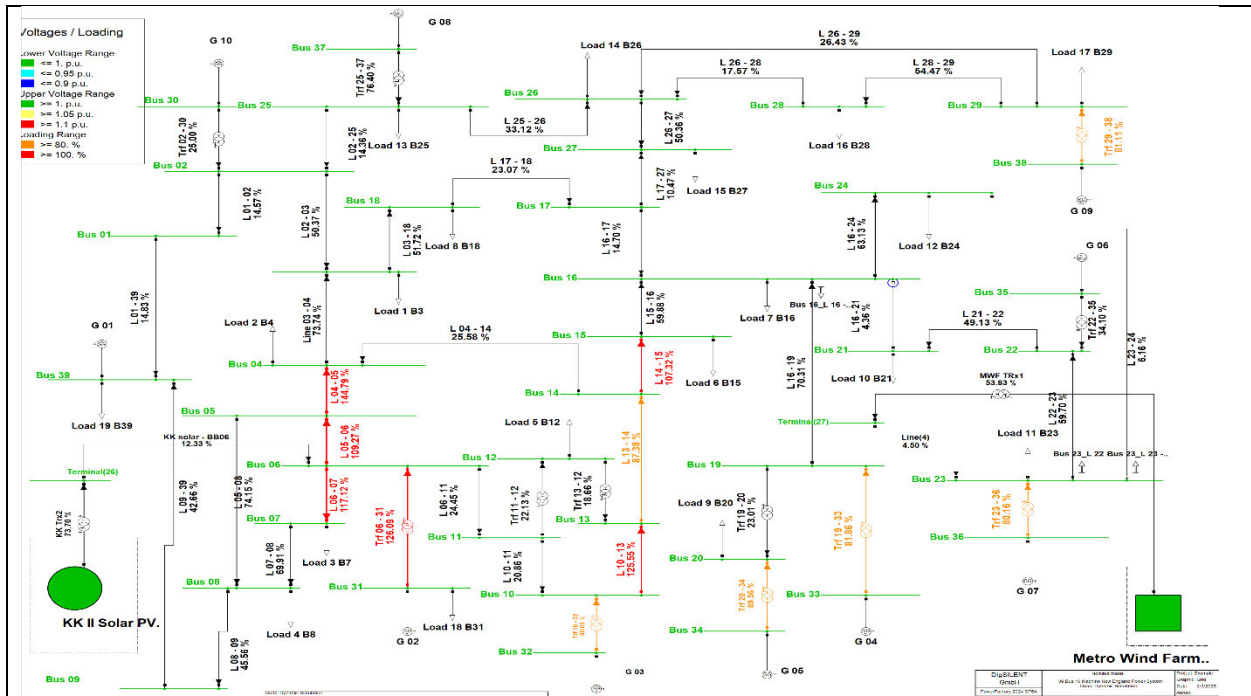 Voltages / Loading
Lower Voltage Range
<= 1. p.u.
<= 0.95 p.u.
<= 0.9 p.u.
Upper Voltage Range
>= 1. p.u.
>= 1.05 p.u.
>= 1.1 p.u.
Loading Range
>= 80. %
>= 100. %
G 10
G 08
Bus 37
Trf 25 - 37
76.40 %
Bus 30
Bus 25
Trf 02 - 30
25.00 %
L 02 - 25
14.36 %
Load 13 B25
L 25 - 26
33.12 %
Load 14 B26
Bus 26
L 26 - 29
26.43 %
L 26 - 28
17.57 %
L 28 - 29
54.47 %
Load 17 B29
Bus 28
Bus 29
Load 16 B28
Trf 29 - 38
81.11 %
Bus 38
G 09
L 26 - 27
50.36 %
Bus 27
Load 15 B27
Bus 02
L 17 - 18
23.07 %
L 17 - 27
10.47 %
Bus 24
L 01 - 02
14.57 %
L 02 - 03
50.37 %
Bus 18
L 03 - 18
51.72 %
Load 8 B18
Bus 17
L 16 - 17
14.70 %
L 16 - 24
63.13 %
Load 12 B24
G 06
Bus 01
Load 1 B3
Bus 16
Bus 35
L 01 - 39
14.83 %
Line 03 - 04
73.74 %
Load 2 B4
L 04 - 14
25.58 %
L 15 - 16
59.88 %
Load 7 B16
Bus 16_L 16 -...
L 16 - 21
4.36 %
L 21 - 22
49.13 %
Trf 22 - 35
34.10 %
L 23 - 24
6.16 %
G 01
Bus 15
Bus 21
Bus 22
Bus 04
Load 6 B15
L 16 - 19
70.31 %
Load 10 B21
MWF TRx1
53.83 %
Bus 39
L 04 - 05
144.79 %
L 14 - 15
107.32 %
Bus 14
L 22 - 23
59.70 %
Load 19 B39
Bus 05
Load 5 B12
Terminal(27)
Load 11 B23
KK solar - BB06
12.33 %
L 05 - 06
109.27 %
L 13 - 14
87.38 %
Line(4)
4.50 %
Bus 12
Bus 06
Bus 19
Terminal(26)
L 09 - 39
42.66 %
L 05 - 08
74.15 %
L 06 - 07
117.12 %
Trf 06 - 31
126.09 %
L 06 - 11
24.45 %
Trf 11 - 12
22.13 %
Trf 13 - 12
18.66 %
Load 9 B20
Trf 19 - 20
23.01 %
Trf 19 - 33
81.86 %
Bus 23
Trf 23 - 36
80.16 %
KK Trx2
73.70 %
Bus 07
Bus 13
Bus 11
Bus 36
L 07 - 08
69.91 %
Load 3 B7
L 10 - 11
20.86 %
L 10 - 13
125.55 %
Bus 20
Bus 08
Bus 31
Bus 10
Trf 20 - 34
89.56 %
Bus 33
G 07
KK II Solar PV.
Load 4 B8
G 02
Load 18 B31
Bus 34
G 04
L 08 - 09
45.56 %
Bus 32
G 03
G 05
Bus 09
Metro Wind Farm..
DIgSILENT
GmbH